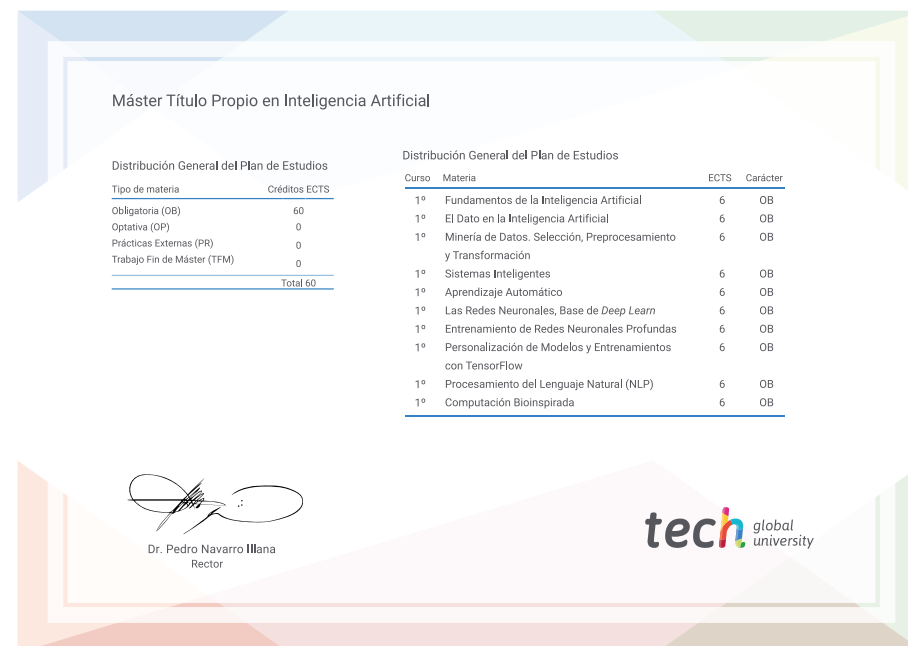 Máster Título Propio en Inteligencia Artificial
Distribución General del Plan de Estudios
Tipo de materia Créditos ECTS
Obligatoria (OB) 60
Optativa (OP) 0
Prácticas Externas (PR) 0
Trabajo Fin de Máster (TFM) 0
Total 60
Distribución General del Plan de Estudios
Curso Materia ECTS Carácter
1º Fundamentos de la Inteligencia Artificial 6 OB
1º El Dato en la Inteligencia Artificial 6 OB
1º Minería de Datos. Selección, Preprocesamiento 6 OB
y Transformación
1º Sistemas Inteligentes 6 OB
1º Aprendizaje Automático 6 OB
1º Las Redes Neuronales, Base de Deep Learn 6 OB
1º Entrenamiento de Redes Neuronales Profundas 6 OB
1º Personalización de Modelos y Entrenamientos 6 OB
con TensorFlow
1º Procesamiento del Lenguaje Natural (NLP) 6 OB
1º Computación Bioinspirada 6 OB
Dr. Pedro Navarro Illana
Rector
tech global
university